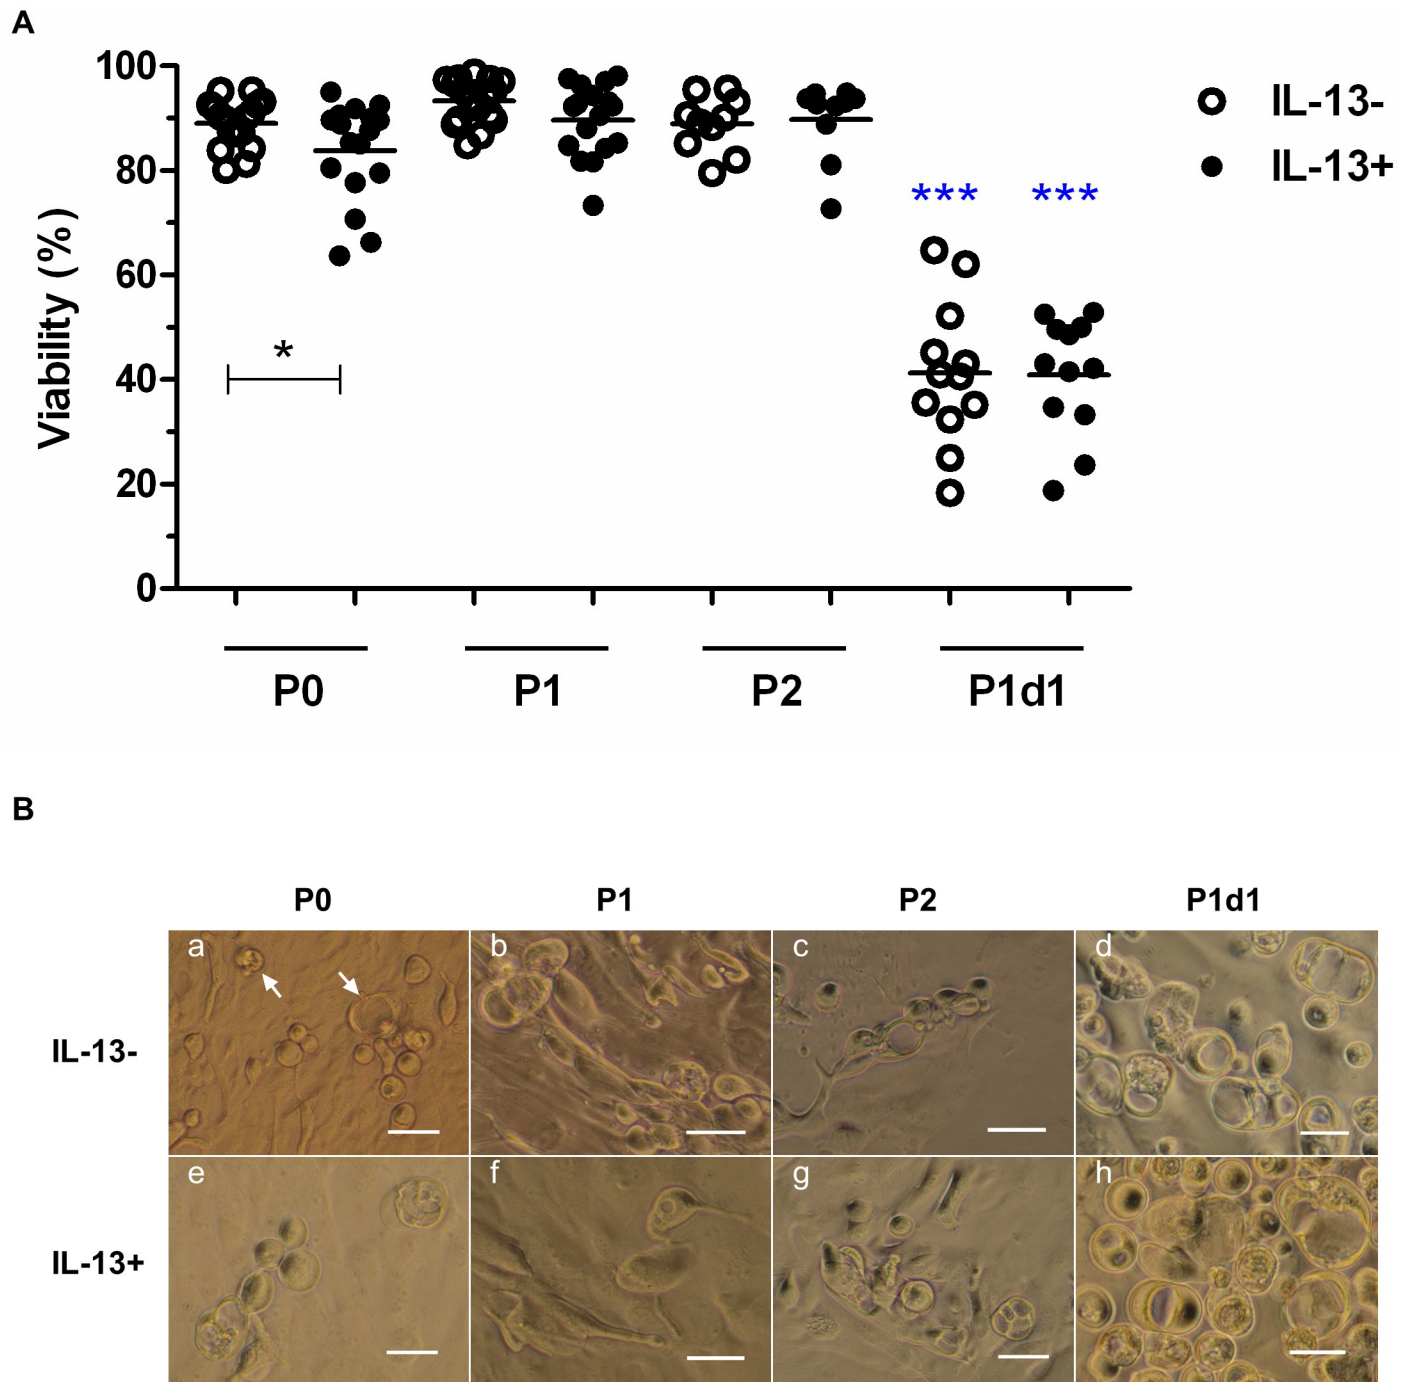 A
100
80
60
40
20
0
Viability (%)
IL-13-
IL-13+
*
*** ***
P0 P1 P2 P1d1
B
P0 P1 P2 P1d1
IL-13-
a b c d
IL-13+
e f g h